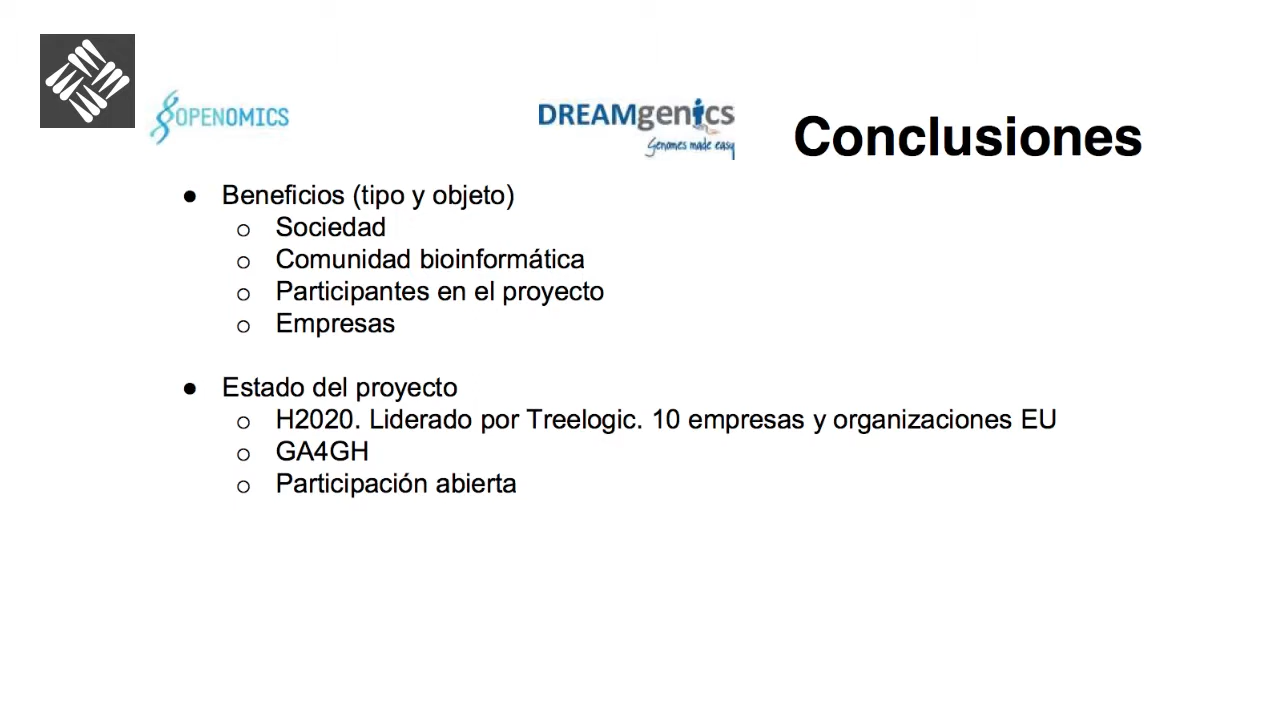 OPENOMICS
DREAMgenics
Genomes made easy
Conclusiones
● Beneficios (tipo y objeto)
o Sociedad
o Comunidad bioinformática
o Participantes en el proyecto
o Empresas
● Estado del proyecto
o H2020. Liderado por Treelogic. 10 empresas y organizaciones EU
o GA4GH
o Participación abierta